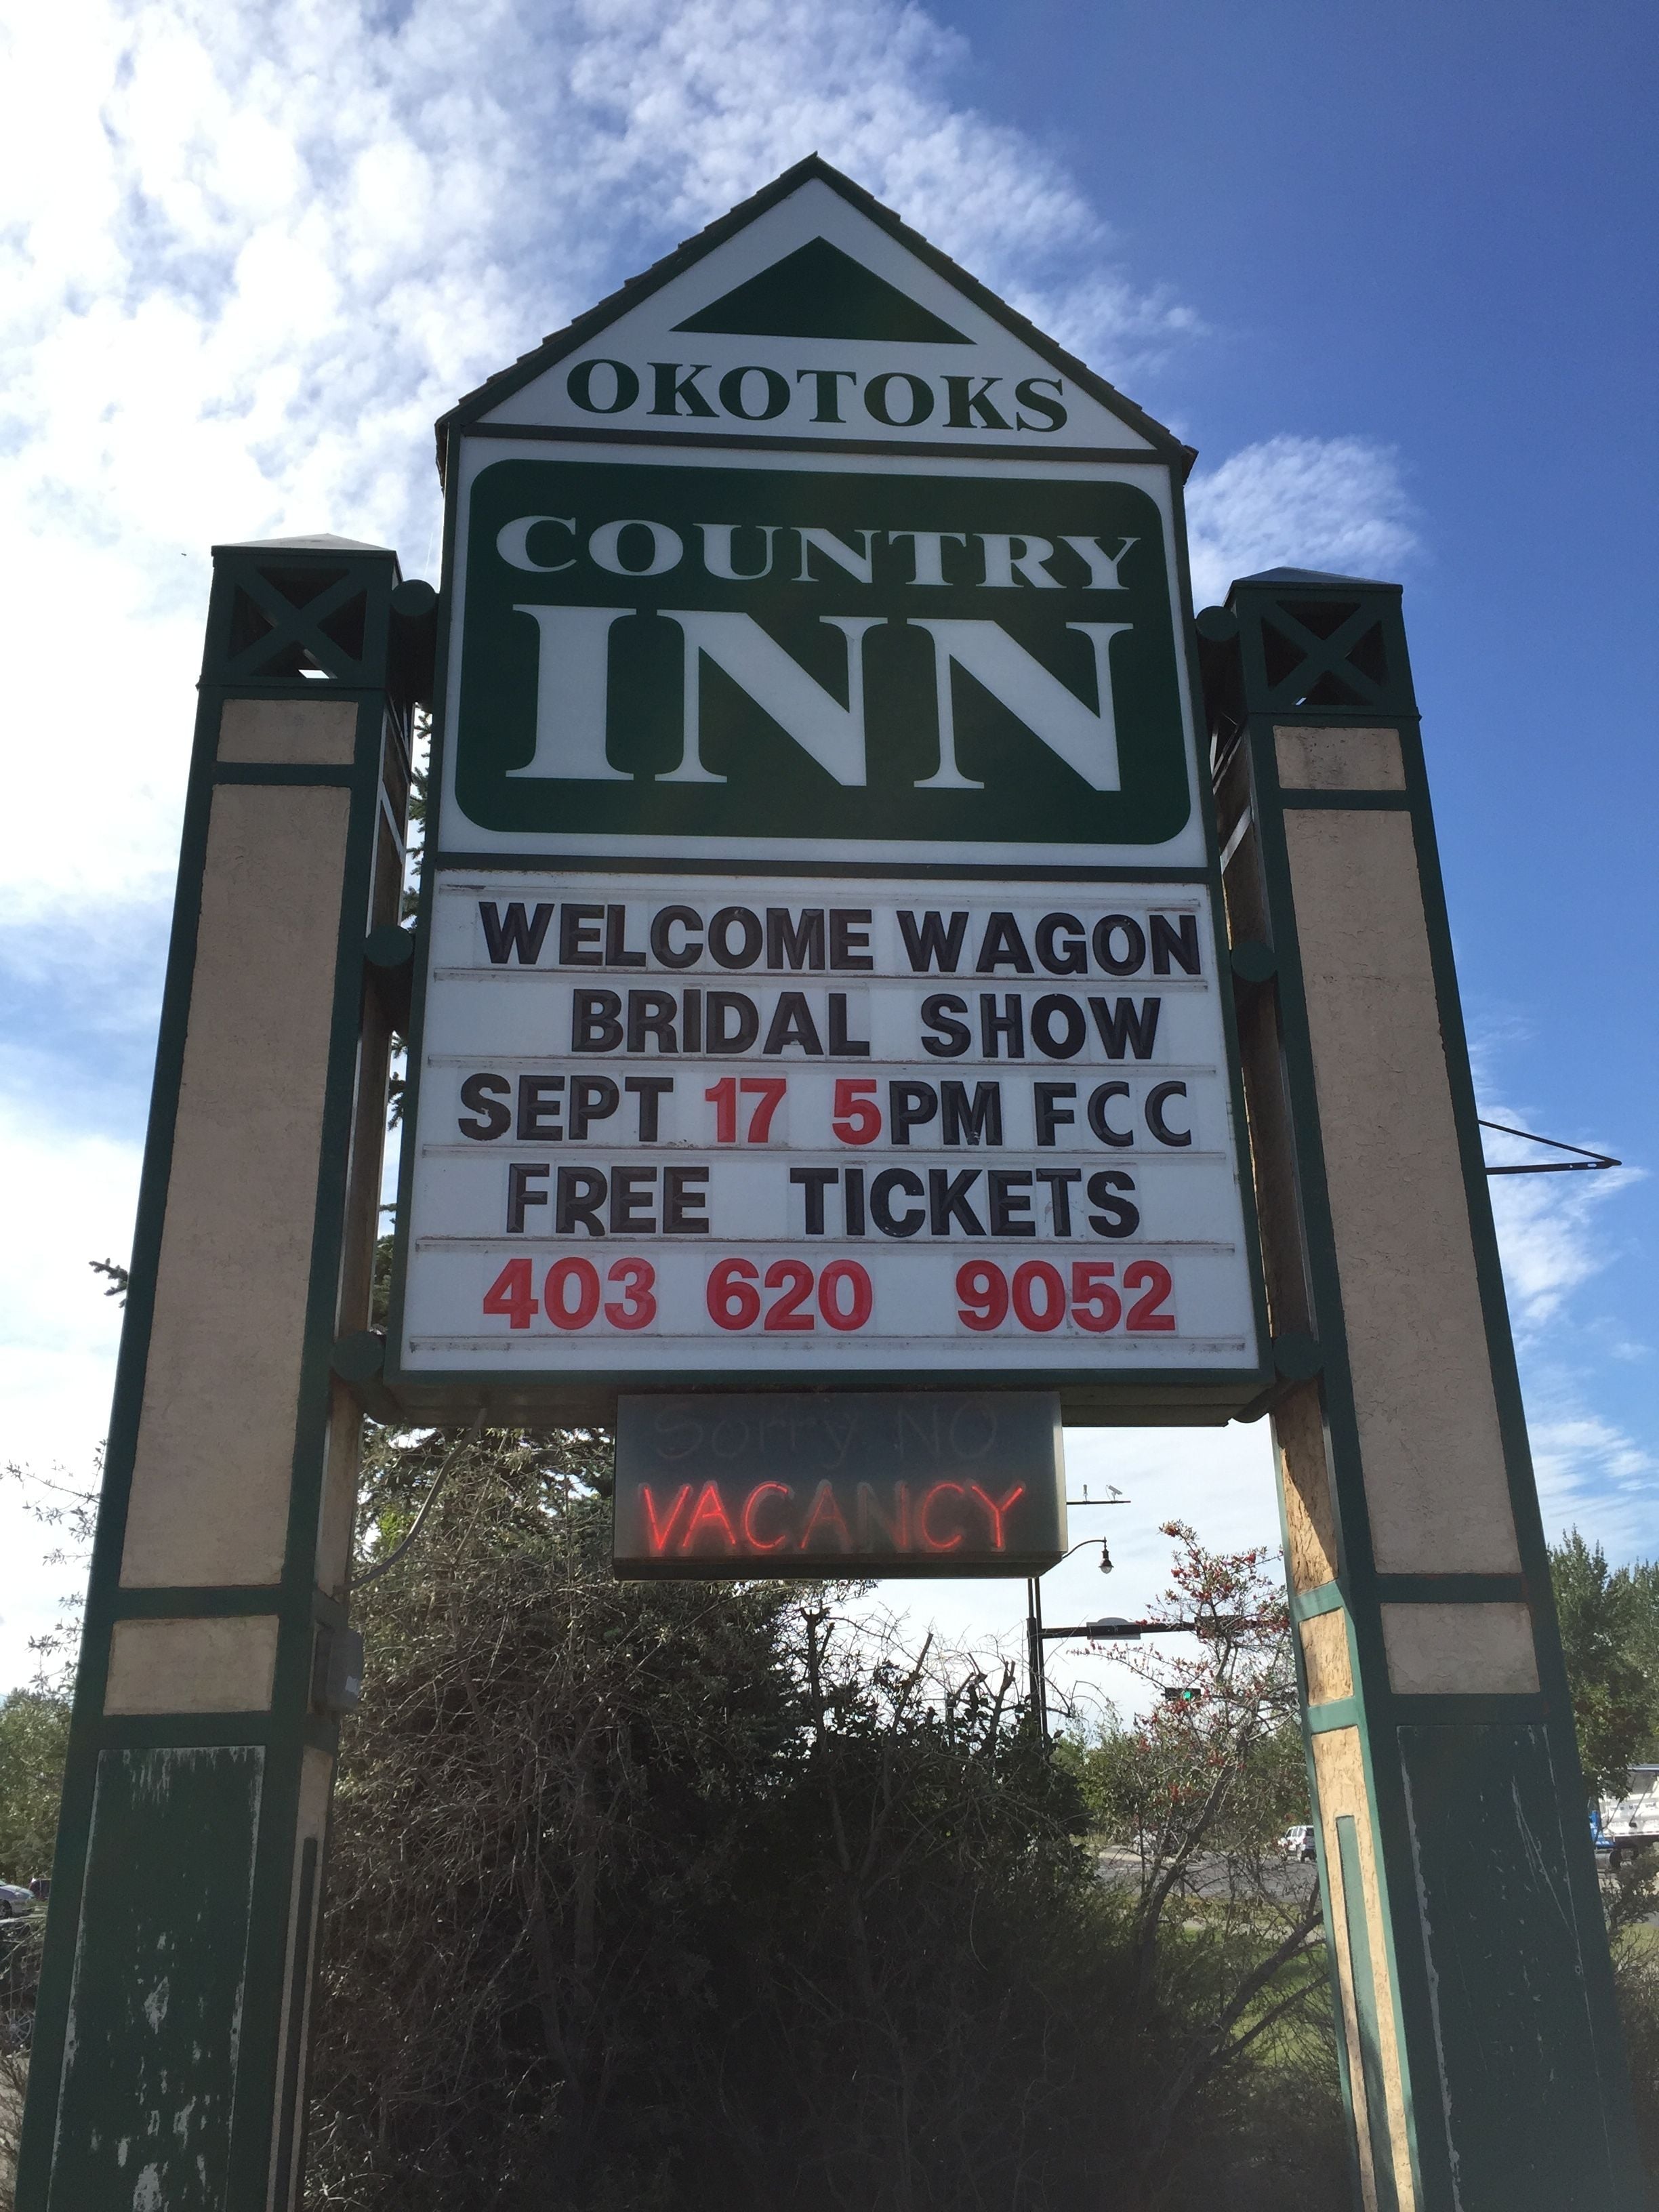 OKOTOKS
COUNTRY
INN
WELCOME WAGON
BRIDAL SHOW
SEPT 17 5PM FCC
FREE TICKETS
403 620 9052
Sorry NO
VACANCY